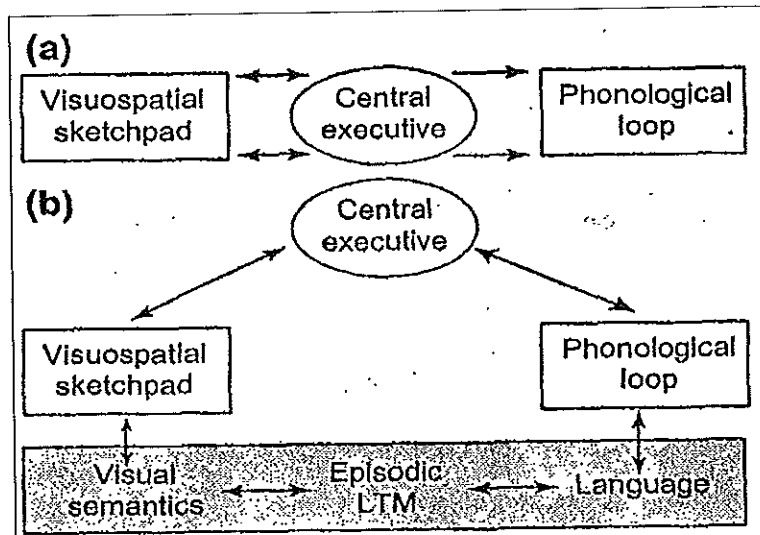 (a)
Visuospatial
sketchpad
Central
executive
Phonological
loop
(b)
Central
executive
Visuospatial
sketchpad
Phonological
loop
Visual
semantics
Episodic
LTM
Language